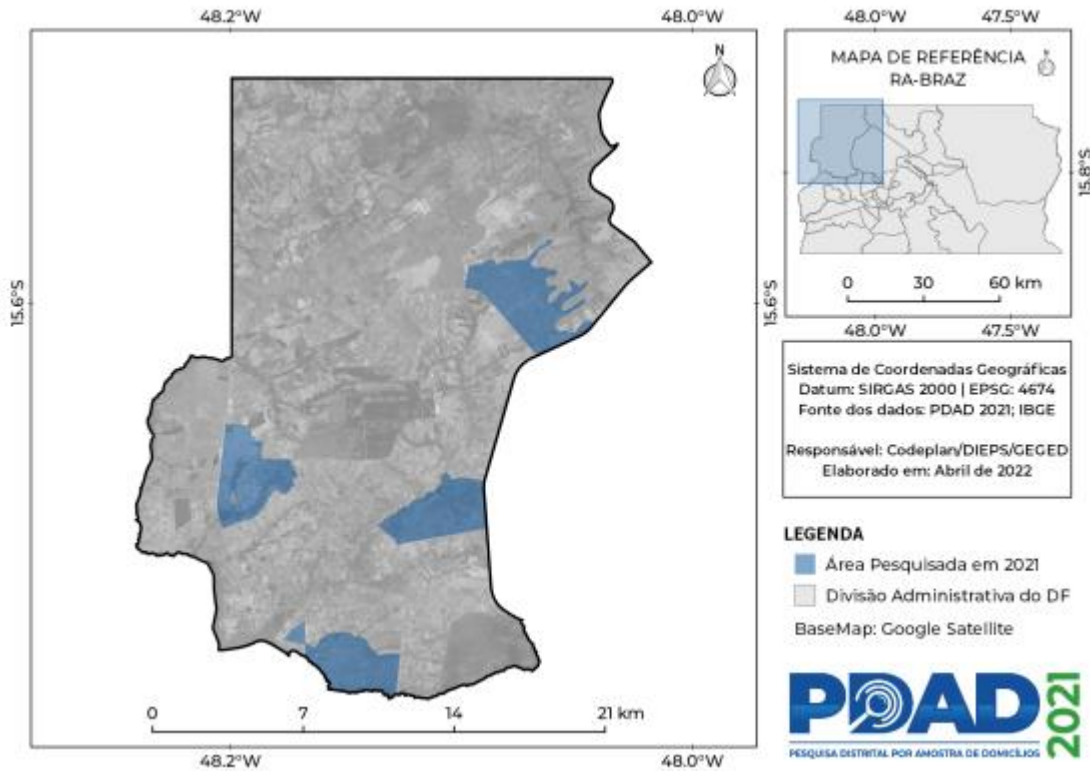 48.2°W
48.0°W
N
15.6°S
15.6°S
0 7 14 21 km
48.2°W
48.0°W
48.0°W
47.5°W
MAPA DE REFERÊNCIA
RA-BRAZ
15.8°S
0 30 60 km
48.0°W
47.5°W
Sistema de Coordenadas Geográficas
Datum: SIRGAS 2000 | EPSG: 4674
Fonte dos dados: PDAD 2021; IBGE
Responsável: Codeplan/DIEPS/GEGED
Elaborado em: Abril de 2022
LEGENDA
Área Pesquisada em 2021
Divisão Administrativa do DF
BaseMap: Google Satellite
PDAD 2021
PESQUISA DISTRITAL POR AMOSTRA DE DOMICÍLIOS